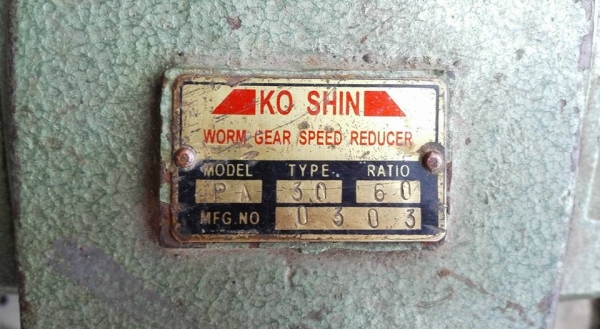 KO SHIN
WORM GEAR SPEED REDUCER
MODEL TYPE RATIO
PA 30 60
MFG.NO 0303